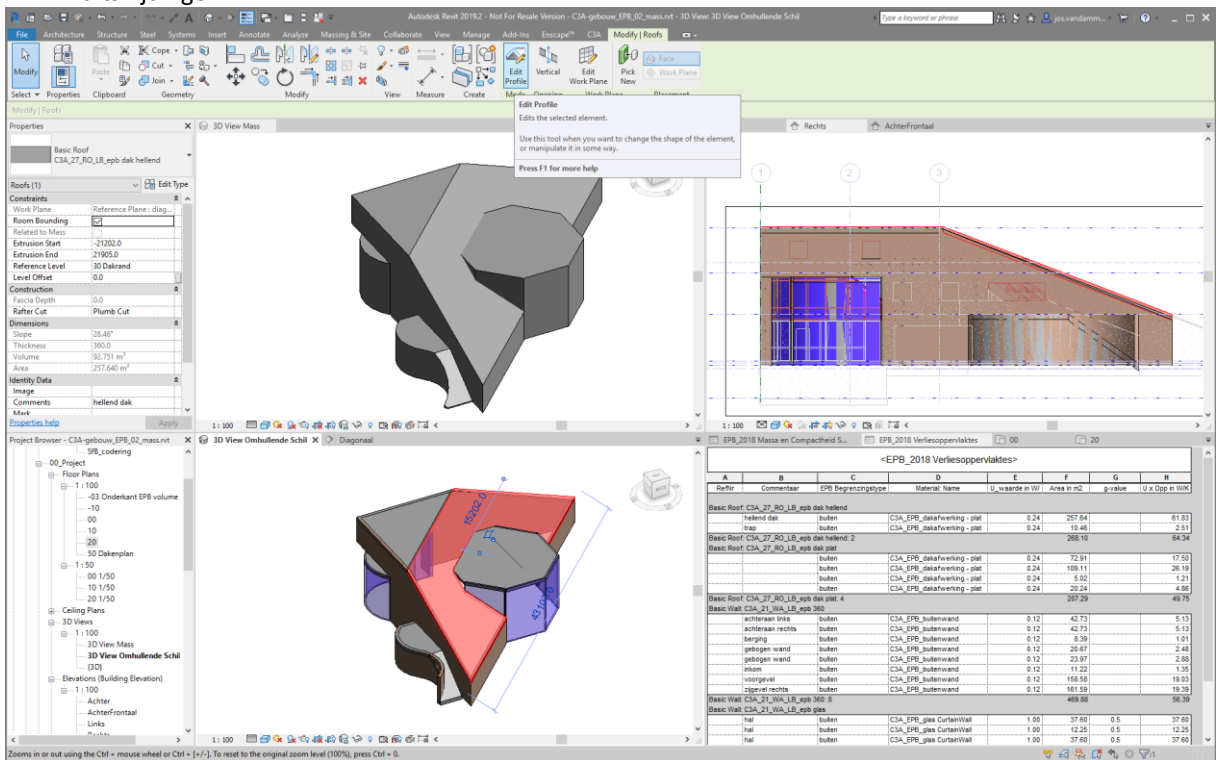 Autodesk Revit 2019.2 - Not For Resale Version - C3A-gebouw_EPB_02_mass.rvt - 3D View: 3D View Omhullende Schil
Type a keyword or phrase
jos.vandamm...
File Architecture Structure Steel Systems Insert Annotate Analyze Massing & Site Collaborate View Manage Add-Ins Enscape™ C3A Modify | Roofs
Modify
Paste
Cope
Cut
Join
Edit Profile
Vertical
Edit Work Plane
Pick New
Face
Work Plane
Select Properties Clipboard Geometry Modify View Measure Create Mode Opening Work Plane Placement
Modify | Roofs
Edit Profile
Edits the selected element.
Use this tool when you want to change the shape of the element,
or manipulate it in some way.
Press F1 for more help
Properties
Basic Roof
C3A_27_RO_LB_epb dak hellend
Roofs (1) Edit Type
Constraints
Work Plane Reference Plane : diag...
Room Bounding
Related to Mass
Extrusion Start -21202.0
Extrusion End 21905.0
Reference Level 30 Dakrand
Level Offset 0.0
Construction
Fascia Depth 0.0
Rafter Cut Plumb Cut
Dimensions
Slope 28.46°
Thickness 360.0
Volume 92.751 m³
Area 257.640 m²
Identity Data
Image
Comments hellend dak
Mark
Properties help Apply
3D View Mass
1 : 100
Rechts
AchterFrontaal
1 2 3
1 : 100
Project Browser - C3A-gebouw_EPB_02_mass.rvt
SfB_codering
00_Project
Floor Plans
1 : 100
-03 Onderkant EPB volume
-10
00
10
20
50 Dakenplan
1 : 50
00 1/50
10 1/50
20 1/50
Ceiling Plans
3D Views
1 : 100
3D View Mass
3D View Omhullende Schil
{3D}
Elevations (Building Elevation)
1 : 100
Achter
AchterFrontaal
Links
3D View Omhullende Schil
Diagonaal
15202.0
1 : 100
EPB_2018 Massa en Compactheid S...
EPB_2018 Verliesoppervlaktes
00
20
<EPB_2018 Verliesoppervlaktes>
A B C D E F G H
RefNr Commentaar EPB Begrenzingstype Material: Name U_waarde in W/ Area in m2 g-value U x Opp in W/K
Basic Roof: C3A_27_RO_LB_epb dak hellend
hellend dak buiten C3A_EPB_dakafwerking - plat 0.24 257.64 61.83
trap buiten C3A_EPB_dakafwerking - plat 0.24 10.46 2.51
Basic Roof: C3A_27_RO_LB_epb dak hellend: 2 268.10 64.34
Basic Roof: C3A_27_RO_LB_epb dak plat
buiten C3A_EPB_dakafwerking - plat 0.24 72.91 17.50
buiten C3A_EPB_dakafwerking - plat 0.24 109.11 26.19
buiten C3A_EPB_dakafwerking - plat 0.24 5.02 1.21
buiten C3A_EPB_dakafwerking - plat 0.24 20.24 4.86
Basic Roof: C3A_27_RO_LB_epb dak plat: 4 207.29 49.75
Basic Wall: C3A_21_WA_LB_epb 360
achteraan links buiten C3A_EPB_buitenwand 0.12 42.73 5.13
achteraan rechts buiten C3A_EPB_buitenwand 0.12 42.73 5.13
berging buiten C3A_EPB_buitenwand 0.12 8.39 1.01
gebogen wand buiten C3A_EPB_buitenwand 0.12 20.67 2.48
gebogen wand buiten C3A_EPB_buitenwand 0.12 23.97 2.88
inkom buiten C3A_EPB_buitenwand 0.12 11.22 1.35
voorgevel buiten C3A_EPB_buitenwand 0.12 158.58 19.03
zijgevel rechts buiten C3A_EPB_buitenwand 0.12 161.59 19.39
Basic Wall: C3A_21_WA_LB_epb 360: 8 469.88 56.39
Basic Wall: C3A_21_WA_LB_epb glas
hal buiten C3A_EPB_glas CurtainWall 1.00 37.60 0.5 37.60
hal buiten C3A_EPB_glas CurtainWall 1.00 12.25 0.5 12.25
hal buiten C3A_EPB_glas CurtainWall 1.00 37.60 0.5 37.60
Zooms in or out using the Ctrl + mouse wheel or Ctrl + [+/-]. To reset to the original zoom level (100%), press Ctrl + 0.
:1